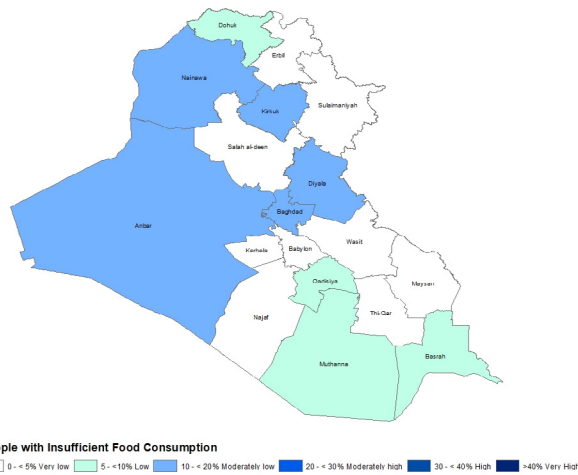 Dohuk
Erbil
Nainawa
Sulaimaniyah
Kirkuk
Salah al-deen
Diyala
Baghdad
Anbar
Wasit
Kerbala
Babylon
Maysan
Qadisiya
Najaf
Thi-Qar
Muthanna
Basrah
ple with Insufficient Food Consumption
0 - < 5% Very low
5 - <10% Low
10 - < 20% Moderately low
20 - < 30% Moderately high
30 - < 40% High
>40% Very High